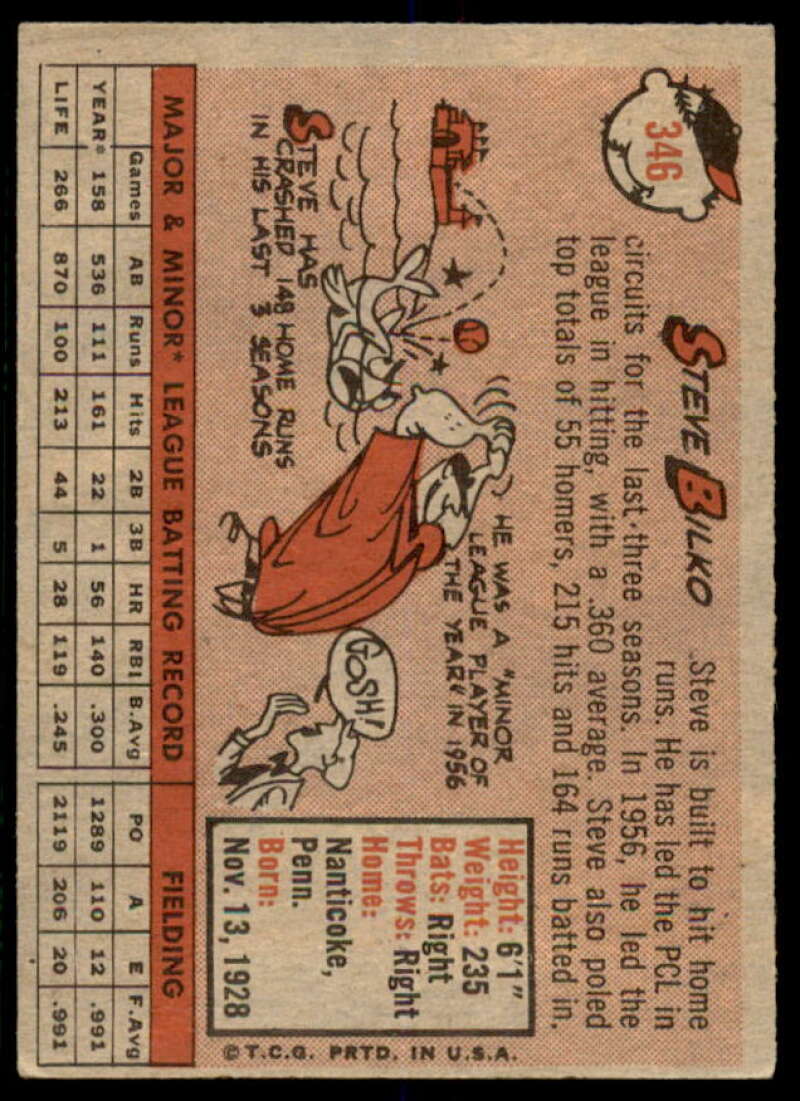 346
STEVE BILKO
Steve is built to hit home
runs. He has led the PCL in
circuits for the last three seasons. In 1956, he led the
league in hitting, with a .360 average. Steve also poled
top totals of 55 homers, 215 hits and 164 runs batted in.
STEVE HAS
CRASHED 148 HOME RUNS
IN HIS LAST 3 SEASONS
HE WAS A "MINOR
LEAGUE PLAYER OF
THE YEAR" IN 1956
GOSH!
Height: 6'1"
Weight: 235
Bats: Right
Throws: Right
Home:
Nanticoke,
Penn.
Born:
Nov. 13, 1928
© T.C.G. PRTD. IN U.S.A.
MAJOR & MINOR* LEAGUE BATTING RECORD FIELDING
Games AB Runs Hits 2B 3B HR RBI B.Avg PO A E F.Avg
YEAR* 158 536 111 161 22 1 56 140 .300 1289 110 12 .991
LIFE 266 870 100 213 44 5 28 119 .245 2119 206 20 .991